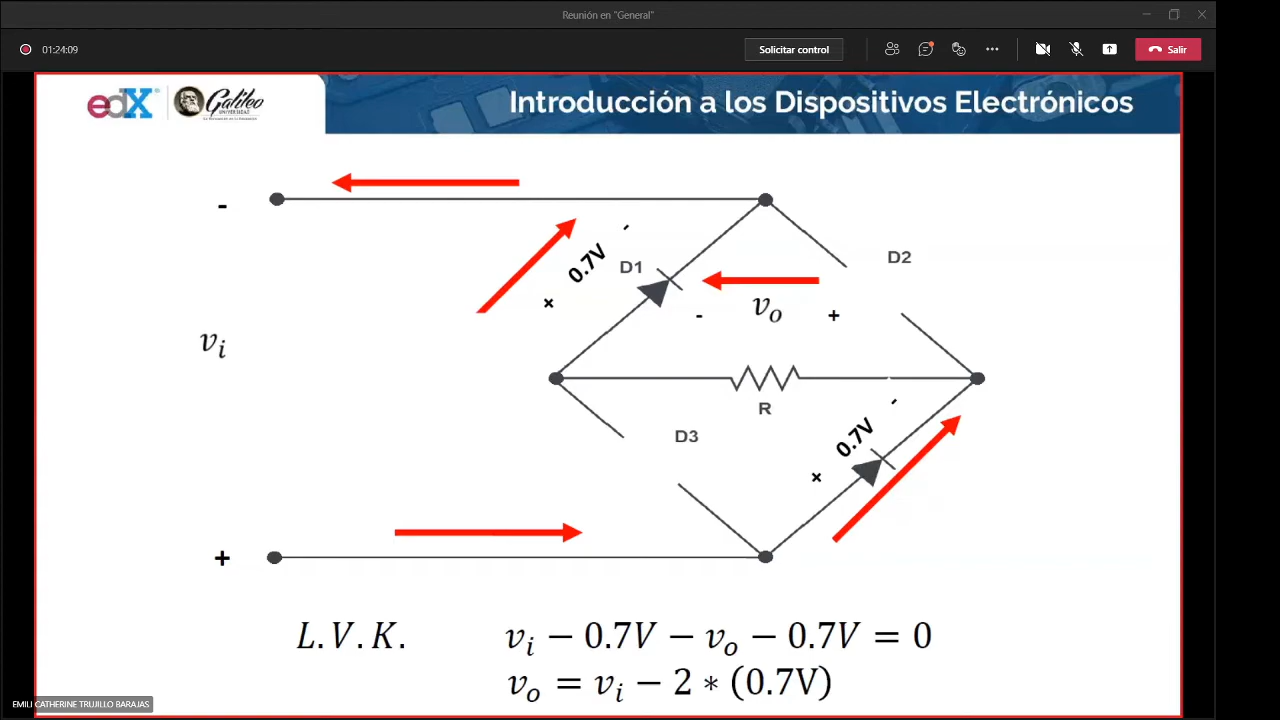 Reunión en "General"
01:24:09
Solicitar control
Salir
edX
Galileo
UNIVERSIDAD
Introducción a los Dispositivos Electrónicos
-
0.7V
-
+
D1
D2
- vₒ +
vᵢ
R
D3
0.7V
-
+
+
L.V.K.
vᵢ − 0.7V − vₒ − 0.7V = 0
vₒ = vᵢ − 2 ∗ (0.7V)
EMILI CATHERINE TRUJILLO BARAJAS